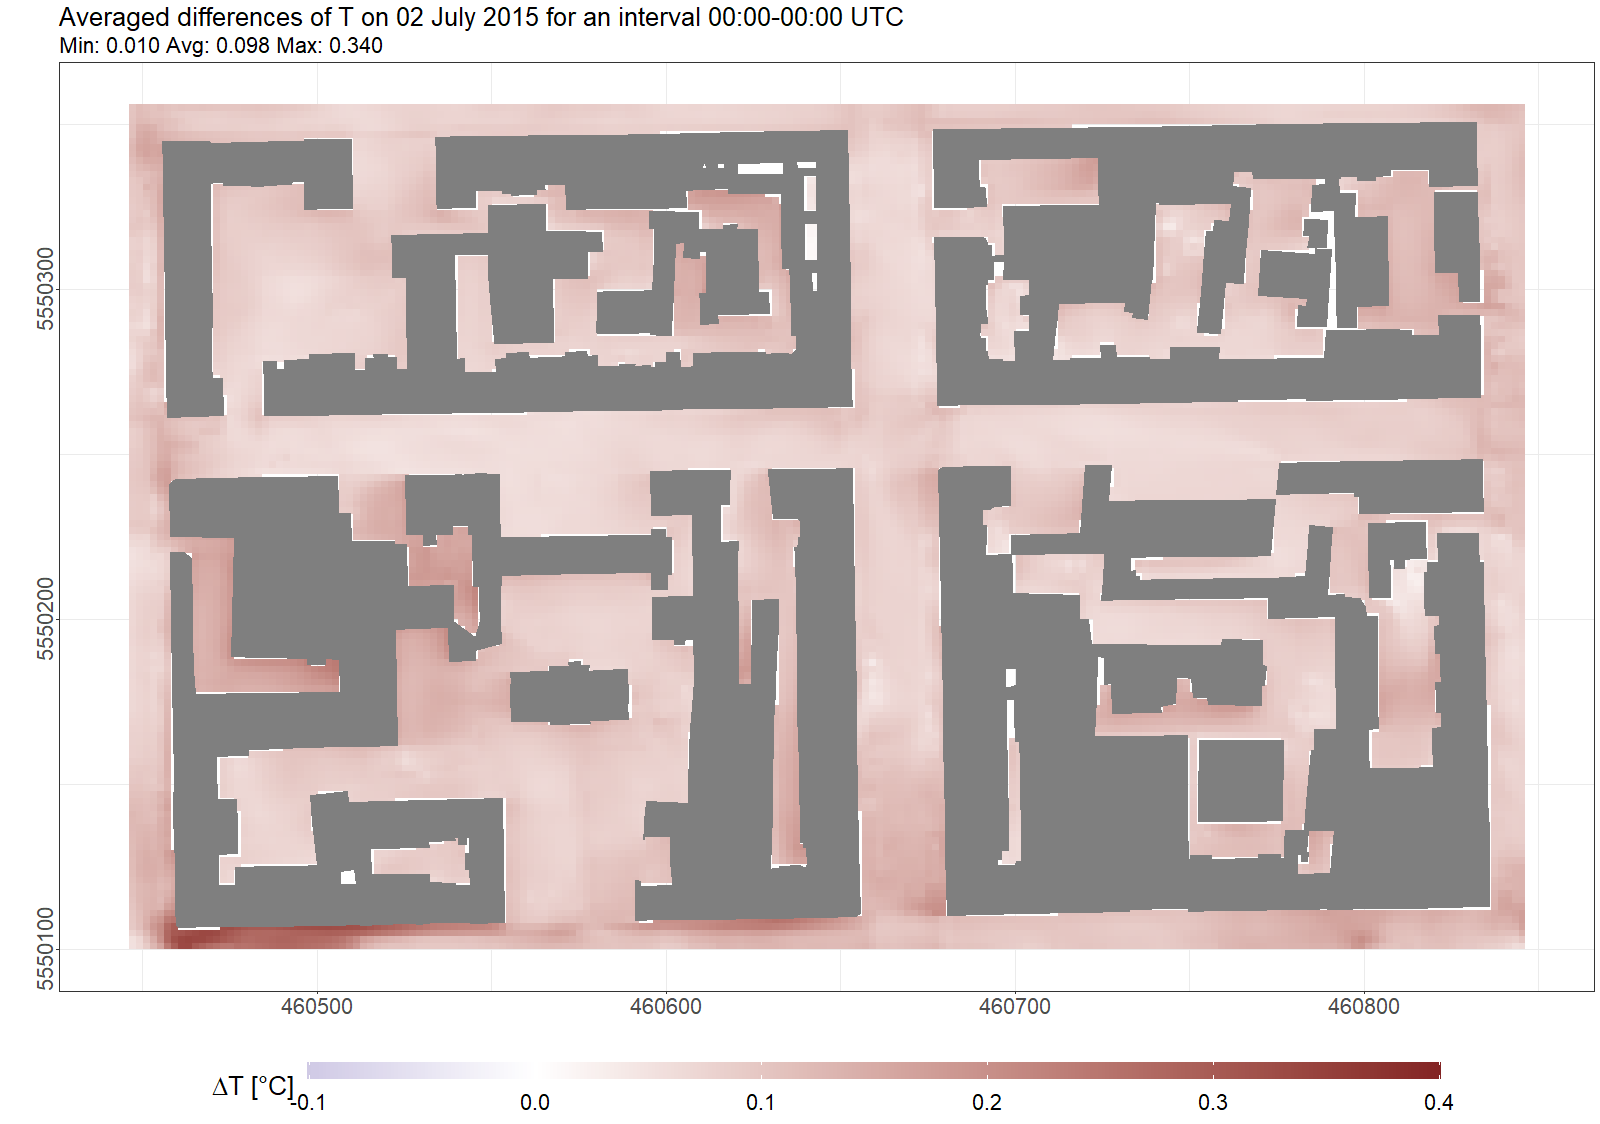 Averaged differences of T on 02 July 2015 for an interval 00:00-00:00 UTC
Min: 0.010 Avg: 0.098 Max: 0.340
5550300
5550200
5550100
460500 460600 460700 460800
ΔT [°C]
-0.1 0.0 0.1 0.2 0.3 0.4